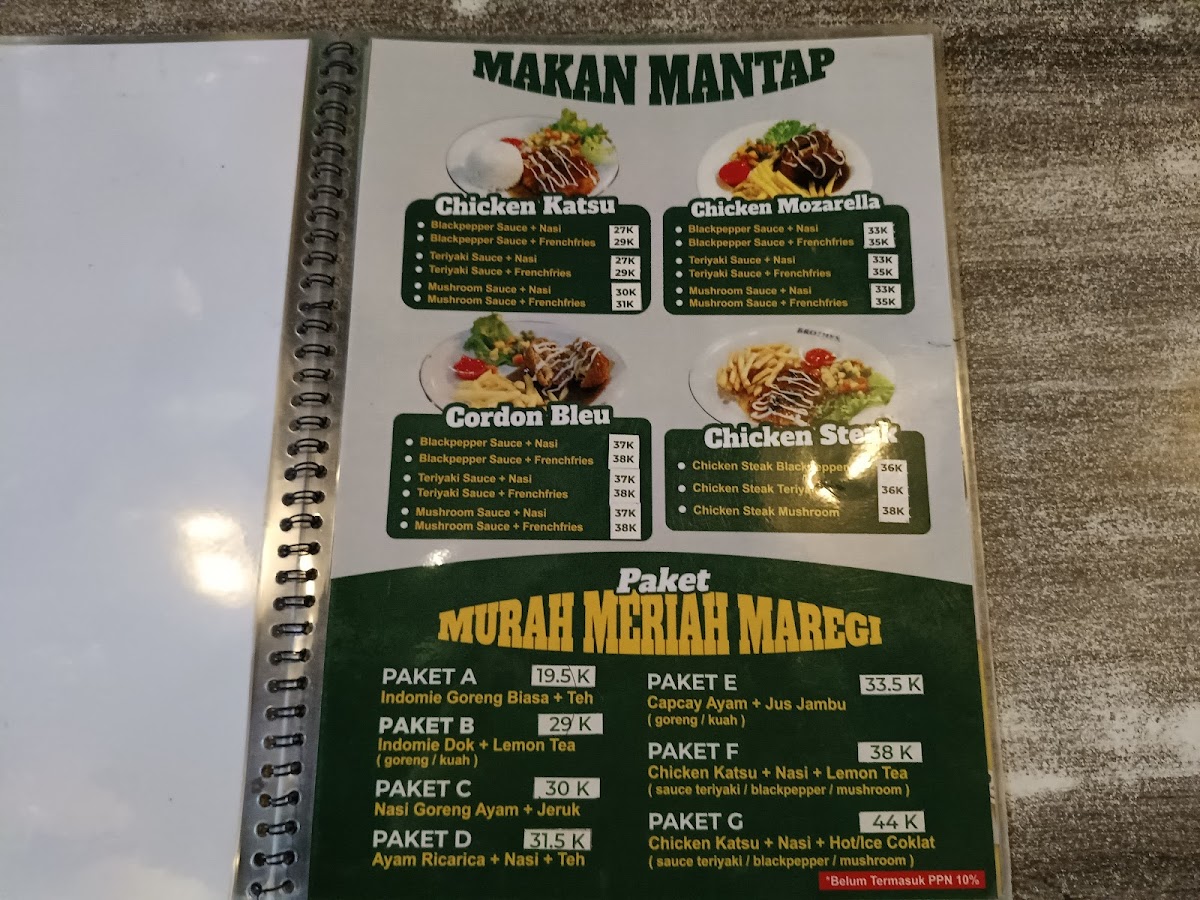 MAKAN MANTAP
Chicken Katsu
Blackpepper Sauce + Nasi 27K
Blackpepper Sauce + Frenchfries 29K
Teriyaki Sauce + Nasi 27K
Teriyaki Sauce + Frenchfries 29K
Mushroom Sauce + Nasi 30K
Mushroom Sauce + Frenchfries 31K
Chicken Mozarella
Blackpepper Sauce + Nasi 33K
Blackpepper Sauce + Frenchfries 35K
Teriyaki Sauce + Nasi 33K
Teriyaki Sauce + Frenchfries 35K
Mushroom Sauce + Nasi 33K
Mushroom Sauce + Frenchfries 35K
Cordon Bleu
Blackpepper Sauce + Nasi 37K
Blackpepper Sauce + Frenchfries 38K
Teriyaki Sauce + Nasi 37K
Teriyaki Sauce + Frenchfries 38K
Mushroom Sauce + Nasi 37K
Mushroom Sauce + Frenchfries 38K
Chicken Steak
Chicken Steak Blackpepper 36K
Chicken Steak Teriyaki 36K
Chicken Steak Mushroom 38K
Paket
MURAH MERIAH MAREGI
PAKET A 19.5 K
Indomie Goreng Biasa + Teh
PAKET B 29 K
Indomie Dok + Lemon Tea
( goreng / kuah )
PAKET C 30 K
Nasi Goreng Ayam + Jeruk
PAKET D 31.5 K
Ayam Ricarica + Nasi + Teh
PAKET E 33.5 K
Capcay Ayam + Jus Jambu
( goreng / kuah )
PAKET F 38 K
Chicken Katsu + Nasi + Lemon Tea
( sauce teriyaki / blackpepper / mushroom )
PAKET G 44 K
Chicken Katsu + Nasi + Hot/Ice Coklat
( sauce teriyaki / blackpepper / mushroom )
*Belum Termasuk PPN 10%